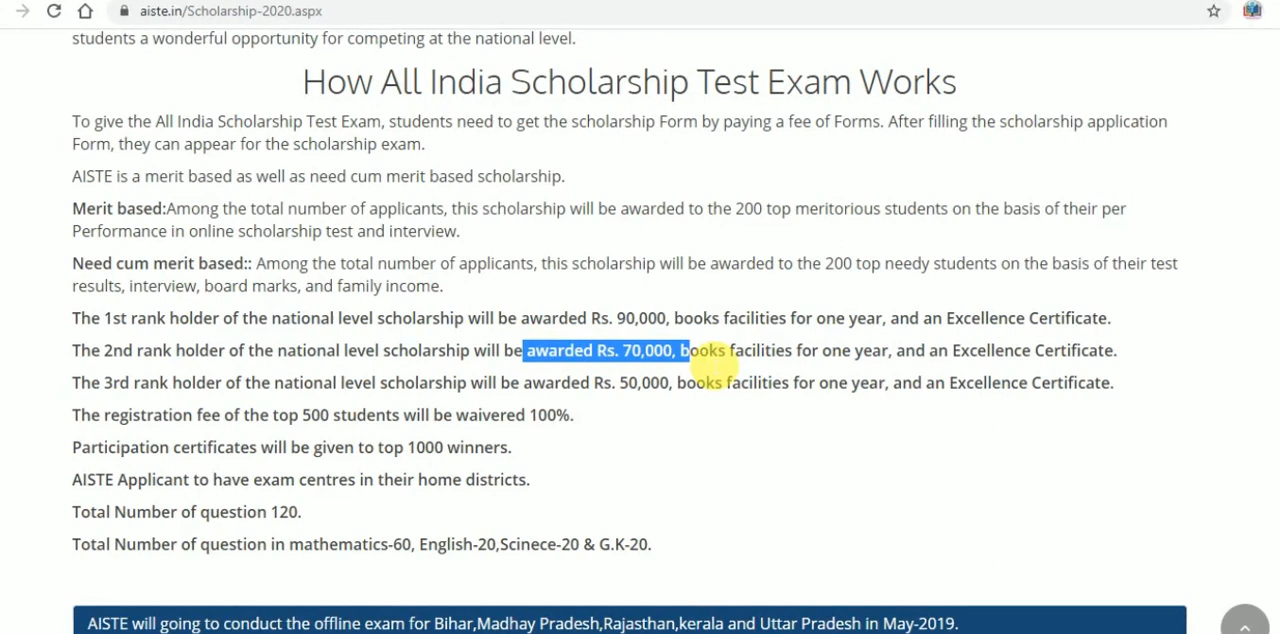 aiste.in/Scholarship-2020.aspx
students a wonderful opportunity for competing at the national level.
How All India Scholarship Test Exam Works
To give the All India Scholarship Test Exam, students need to get the scholarship Form by paying a fee of Forms. After filling the scholarship application
Form, they can appear for the scholarship exam.
AISTE is a merit based as well as need cum merit based scholarship.
Merit based:Among the total number of applicants, this scholarship will be awarded to the 200 top meritorious students on the basis of their per
Performance in online scholarship test and interview.
Need cum merit based:: Among the total number of applicants, this scholarship will be awarded to the 200 top needy students on the basis of their test
results, interview, board marks, and family income.
The 1st rank holder of the national level scholarship will be awarded Rs. 90,000, books facilities for one year, and an Excellence Certificate.
The 2nd rank holder of the national level scholarship will be awarded Rs. 70,000, books facilities for one year, and an Excellence Certificate.
The 3rd rank holder of the national level scholarship will be awarded Rs. 50,000, books facilities for one year, and an Excellence Certificate.
The registration fee of the top 500 students will be waivered 100%.
Participation certificates will be given to top 1000 winners.
AISTE Applicant to have exam centres in their home districts.
Total Number of question 120.
Total Number of question in mathematics-60, English-20,Scinece-20 & G.K-20.
AISTE will going to conduct the offline exam for Bihar,Madhay Pradesh,Rajasthan,kerala and Uttar Pradesh in May-2019.